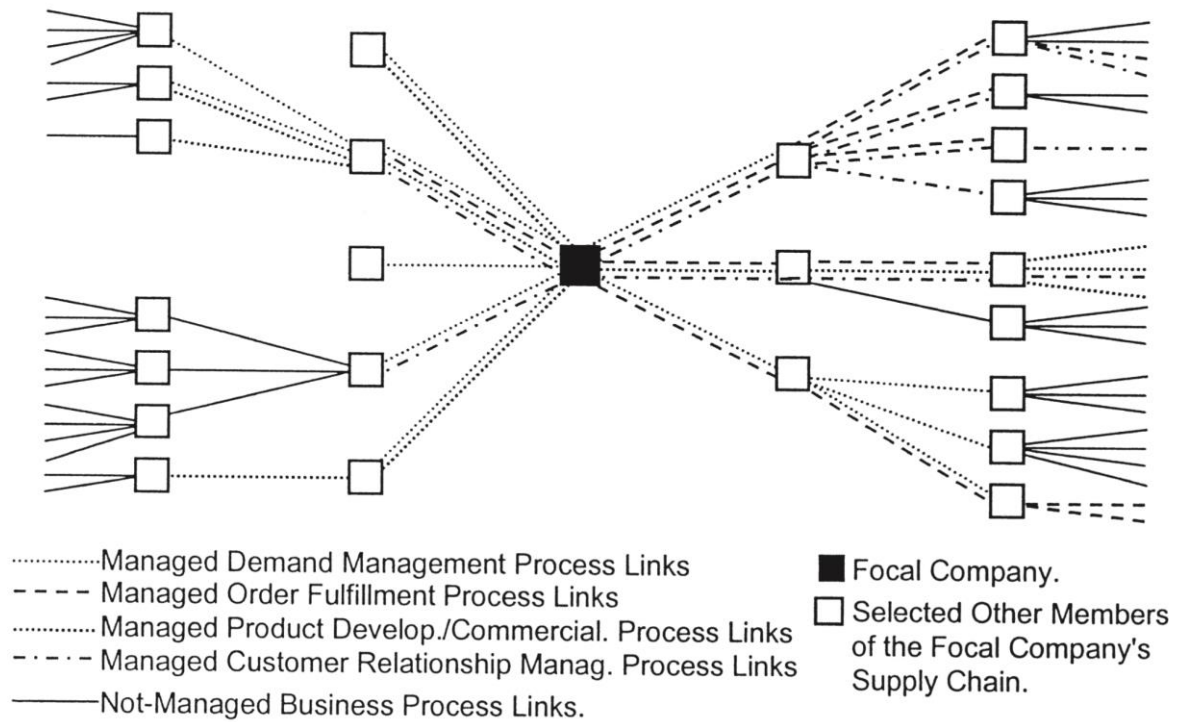 Managed Demand Management Process Links
Managed Order Fulfillment Process Links
Managed Product Develop./Commercial. Process Links
Managed Customer Relationship Manag. Process Links
Not-Managed Business Process Links.
Focal Company.
Selected Other Members
of the Focal Company's
Supply Chain.